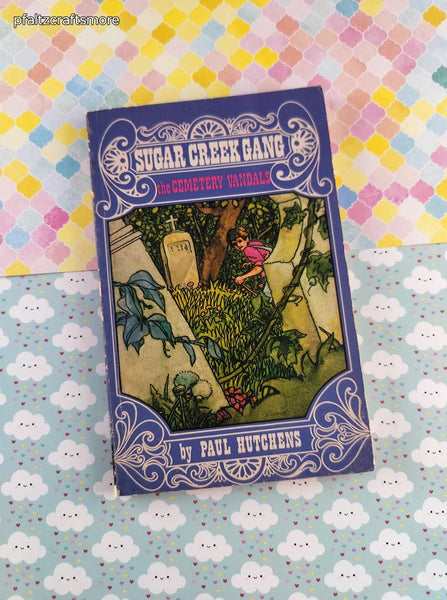 pfaltzcraftsmore
SUGAR CREEK GANG
the CEMETERY VANDALS
by PAUL HUTCHENS